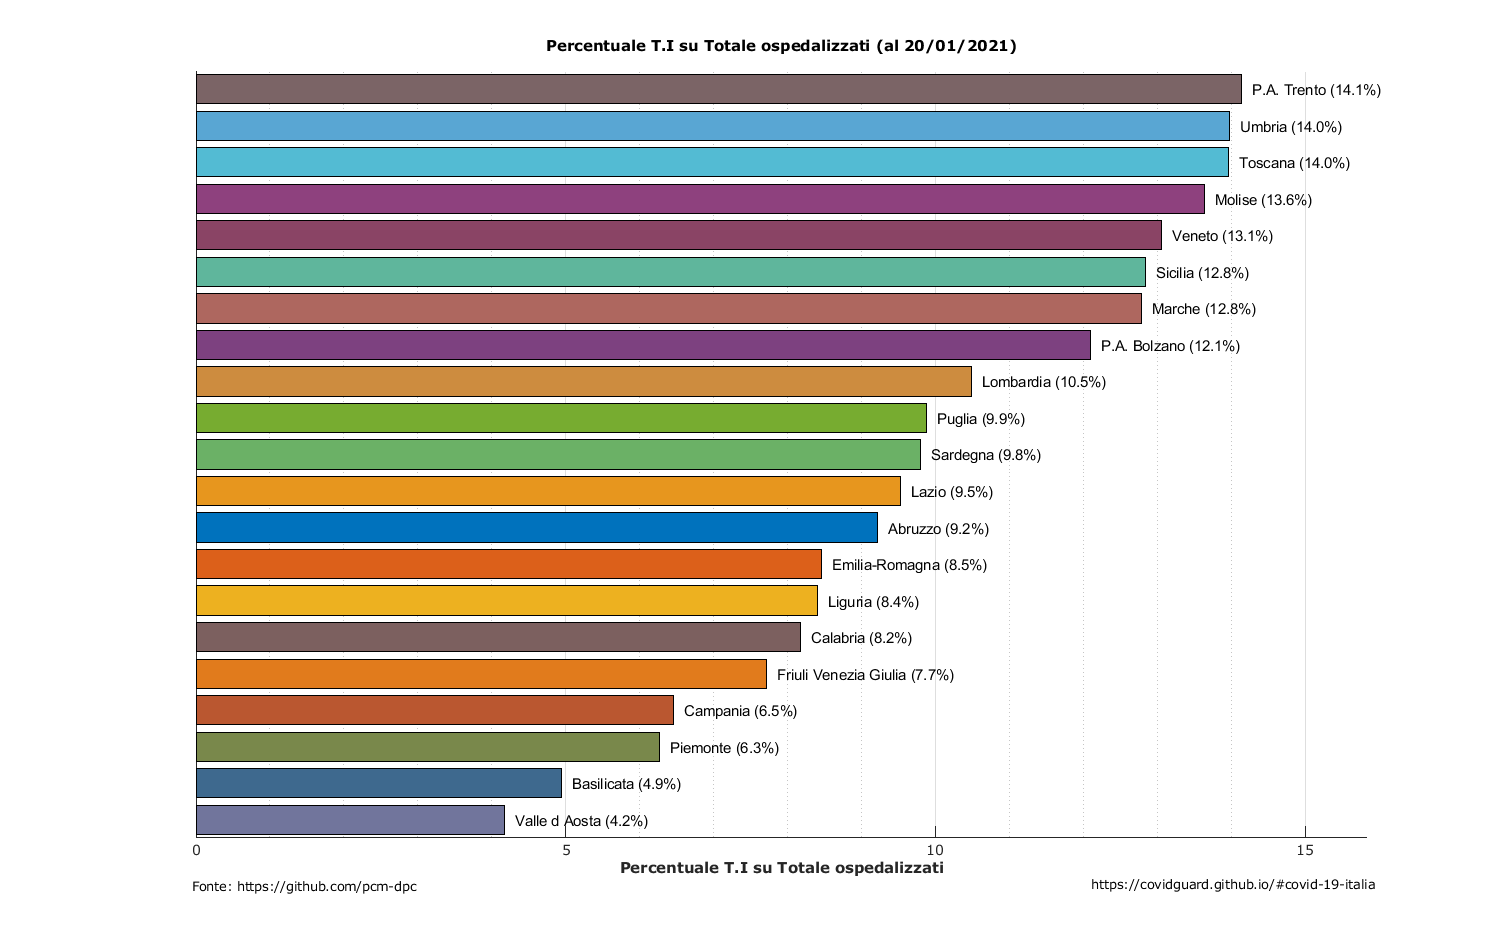 Percentuale T.I su Totale ospedalizzati (al 20/01/2021)
P.A. Trento (14.1%)
Umbria (14.0%)
Toscana (14.0%)
Molise (13.6%)
Veneto (13.1%)
Sicilia (12.8%)
Marche (12.8%)
P.A. Bolzano (12.1%)
Lombardia (10.5%)
Puglia (9.9%)
Sardegna (9.8%)
Lazio (9.5%)
Abruzzo (9.2%)
Emilia-Romagna (8.5%)
Liguria (8.4%)
Calabria (8.2%)
Friuli Venezia Giulia (7.7%)
Campania (6.5%)
Piemonte (6.3%)
Basilicata (4.9%)
Valle d Aosta (4.2%)
0 5 10 15
Percentuale T.I su Totale ospedalizzati
Fonte: https://github.com/pcm-dpc
https://covidguard.github.io/#covid-19-italia